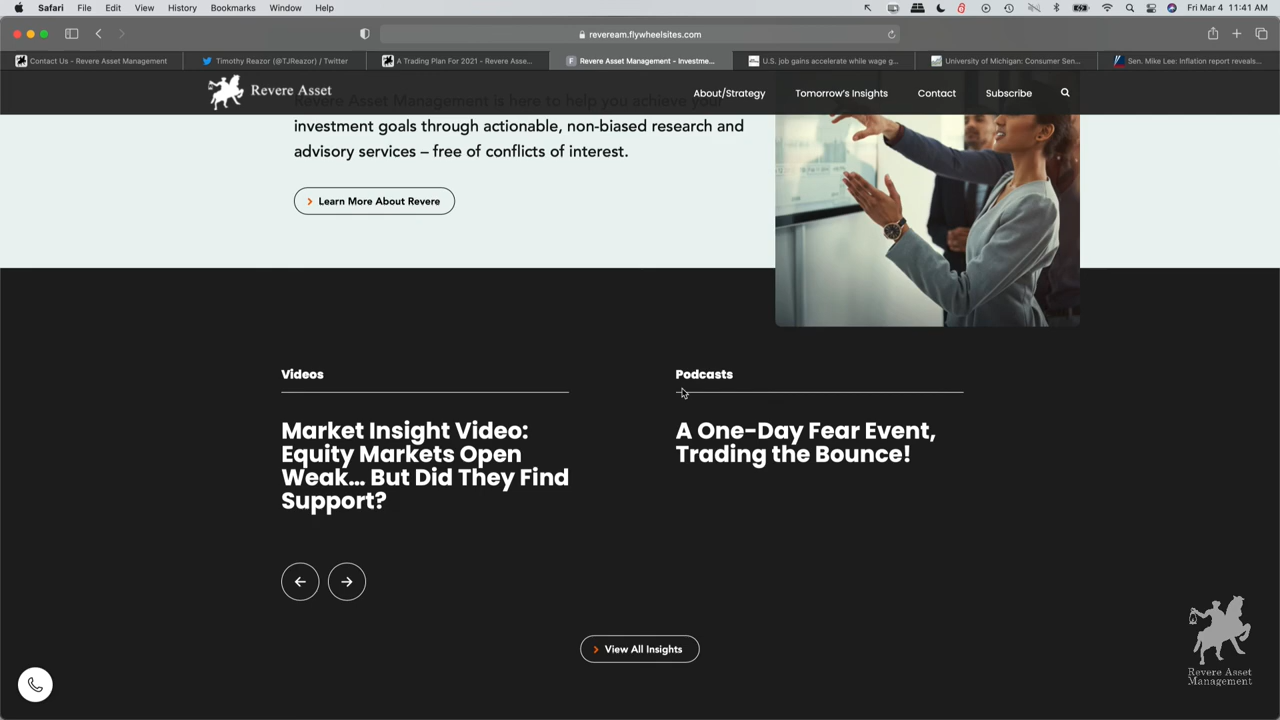 Safari File Edit View History Bookmarks Window Help Fri Mar 4 11:41 AM
reveream.flywheelsites.com
Contact Us - Revere Asset Management
Timothy Reazor (@TJReazor) / Twitter
A Trading Plan For 2021 - Revere Asse...
Revere Asset Management - Investme...
U.S. job gains accelerate while wage g...
University of Michigan: Consumer Sen...
Sen. Mike Lee: Inflation report reveals...
Revere Asset
About/Strategy Tomorrow's Insights Contact Subscribe
Revere Asset Management is here to help you achieve your
investment goals through actionable, non-biased research and
advisory services – free of conflicts of interest.
Learn More About Revere
Videos
Market Insight Video:
Equity Markets Open
Weak... But Did They Find
Support?
Podcasts
A One-Day Fear Event,
Trading the Bounce!
View All Insights
Revere Asset
Management